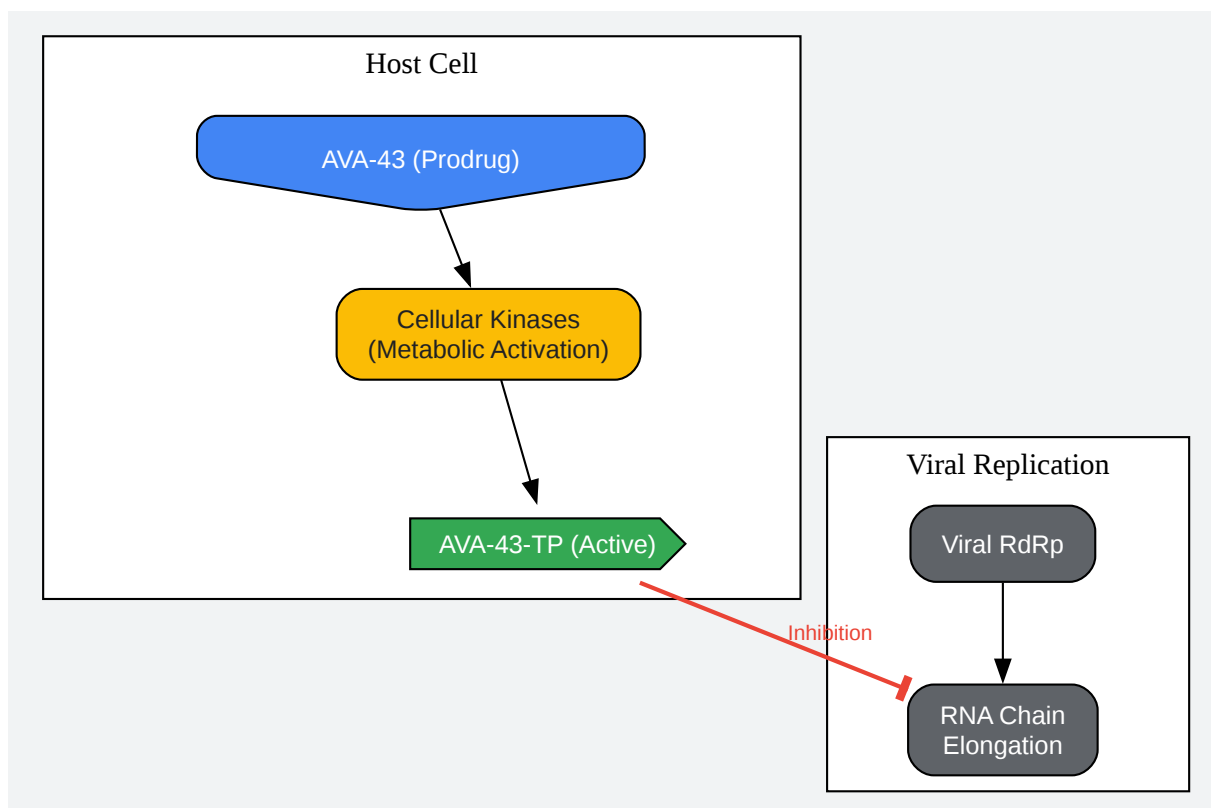 Host Cell
AVA-43 (Prodrug)
Cellular Kinases
(Metabolic Activation)
AVA-43-TP (Active)
Inhibition
Viral Replication
Viral RdRp
RNA Chain
Elongation